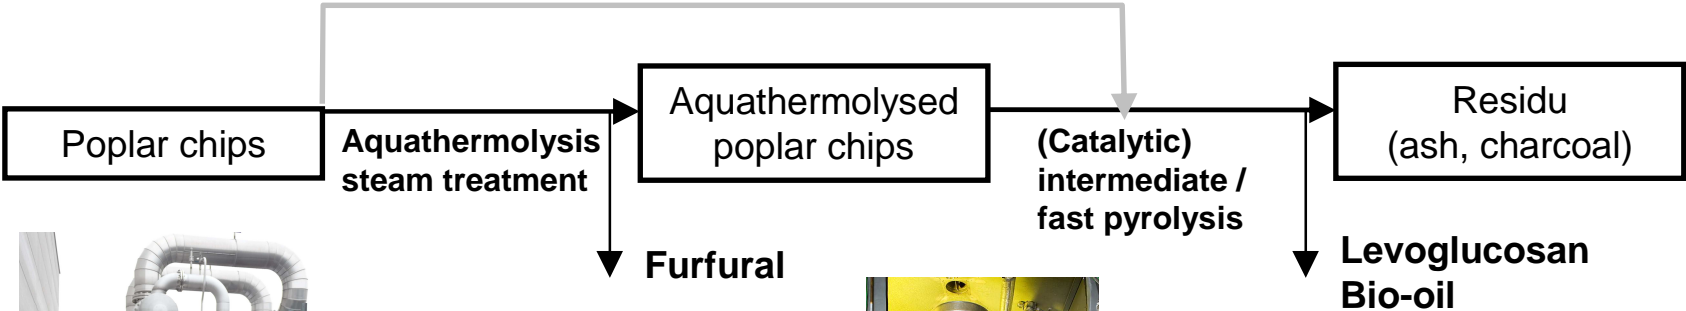 Poplar chips
Aquathermolysis
steam treatment
Furfural
Aquathermolysed
poplar chips
(Catalytic)
intermediate /
fast pyrolysis
Levoglucosan
Bio-oil
Residu
(ash, charcoal)